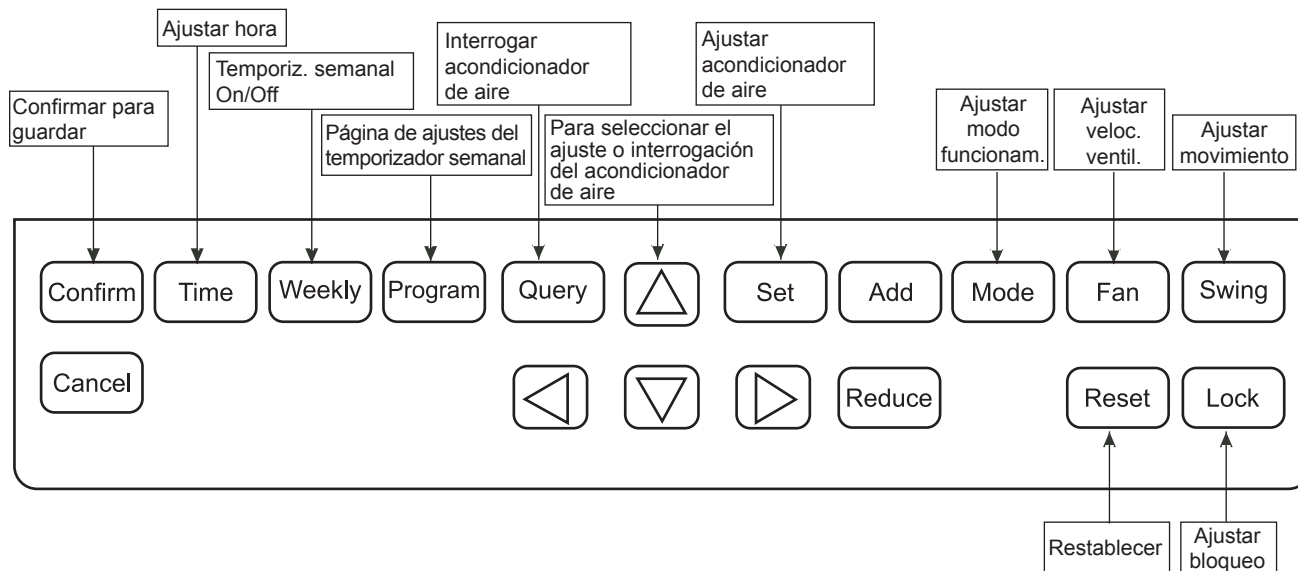 Ajustar hora
Interrogar
acondicionador
de aire
Ajustar
acondicionador
de aire
Temporiz. semanal
On/Off
Confirmar para
guardar
Página de ajustes del
temporizador semanal
Para seleccionar el
ajuste o interrogación
del acondicionador
de aire
Ajustar
modo
funcionam.
Ajustar
veloc.
ventil.
Ajustar
movimiento
Confirm
Time
Weekly
Program
Query
Set
Add
Mode
Fan
Swing
Cancel
Reduce
Reset
Lock
Restablecer
Ajustar
bloqueo